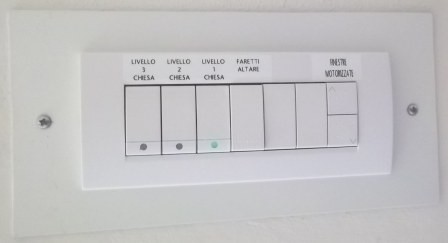 LIVELLO
3
CHIESA
LIVELLO
2
CHIESA
LIVELLO
1
CHIESA
FARETTI
ALTARE
FINESTRE
MOTORIZZATE